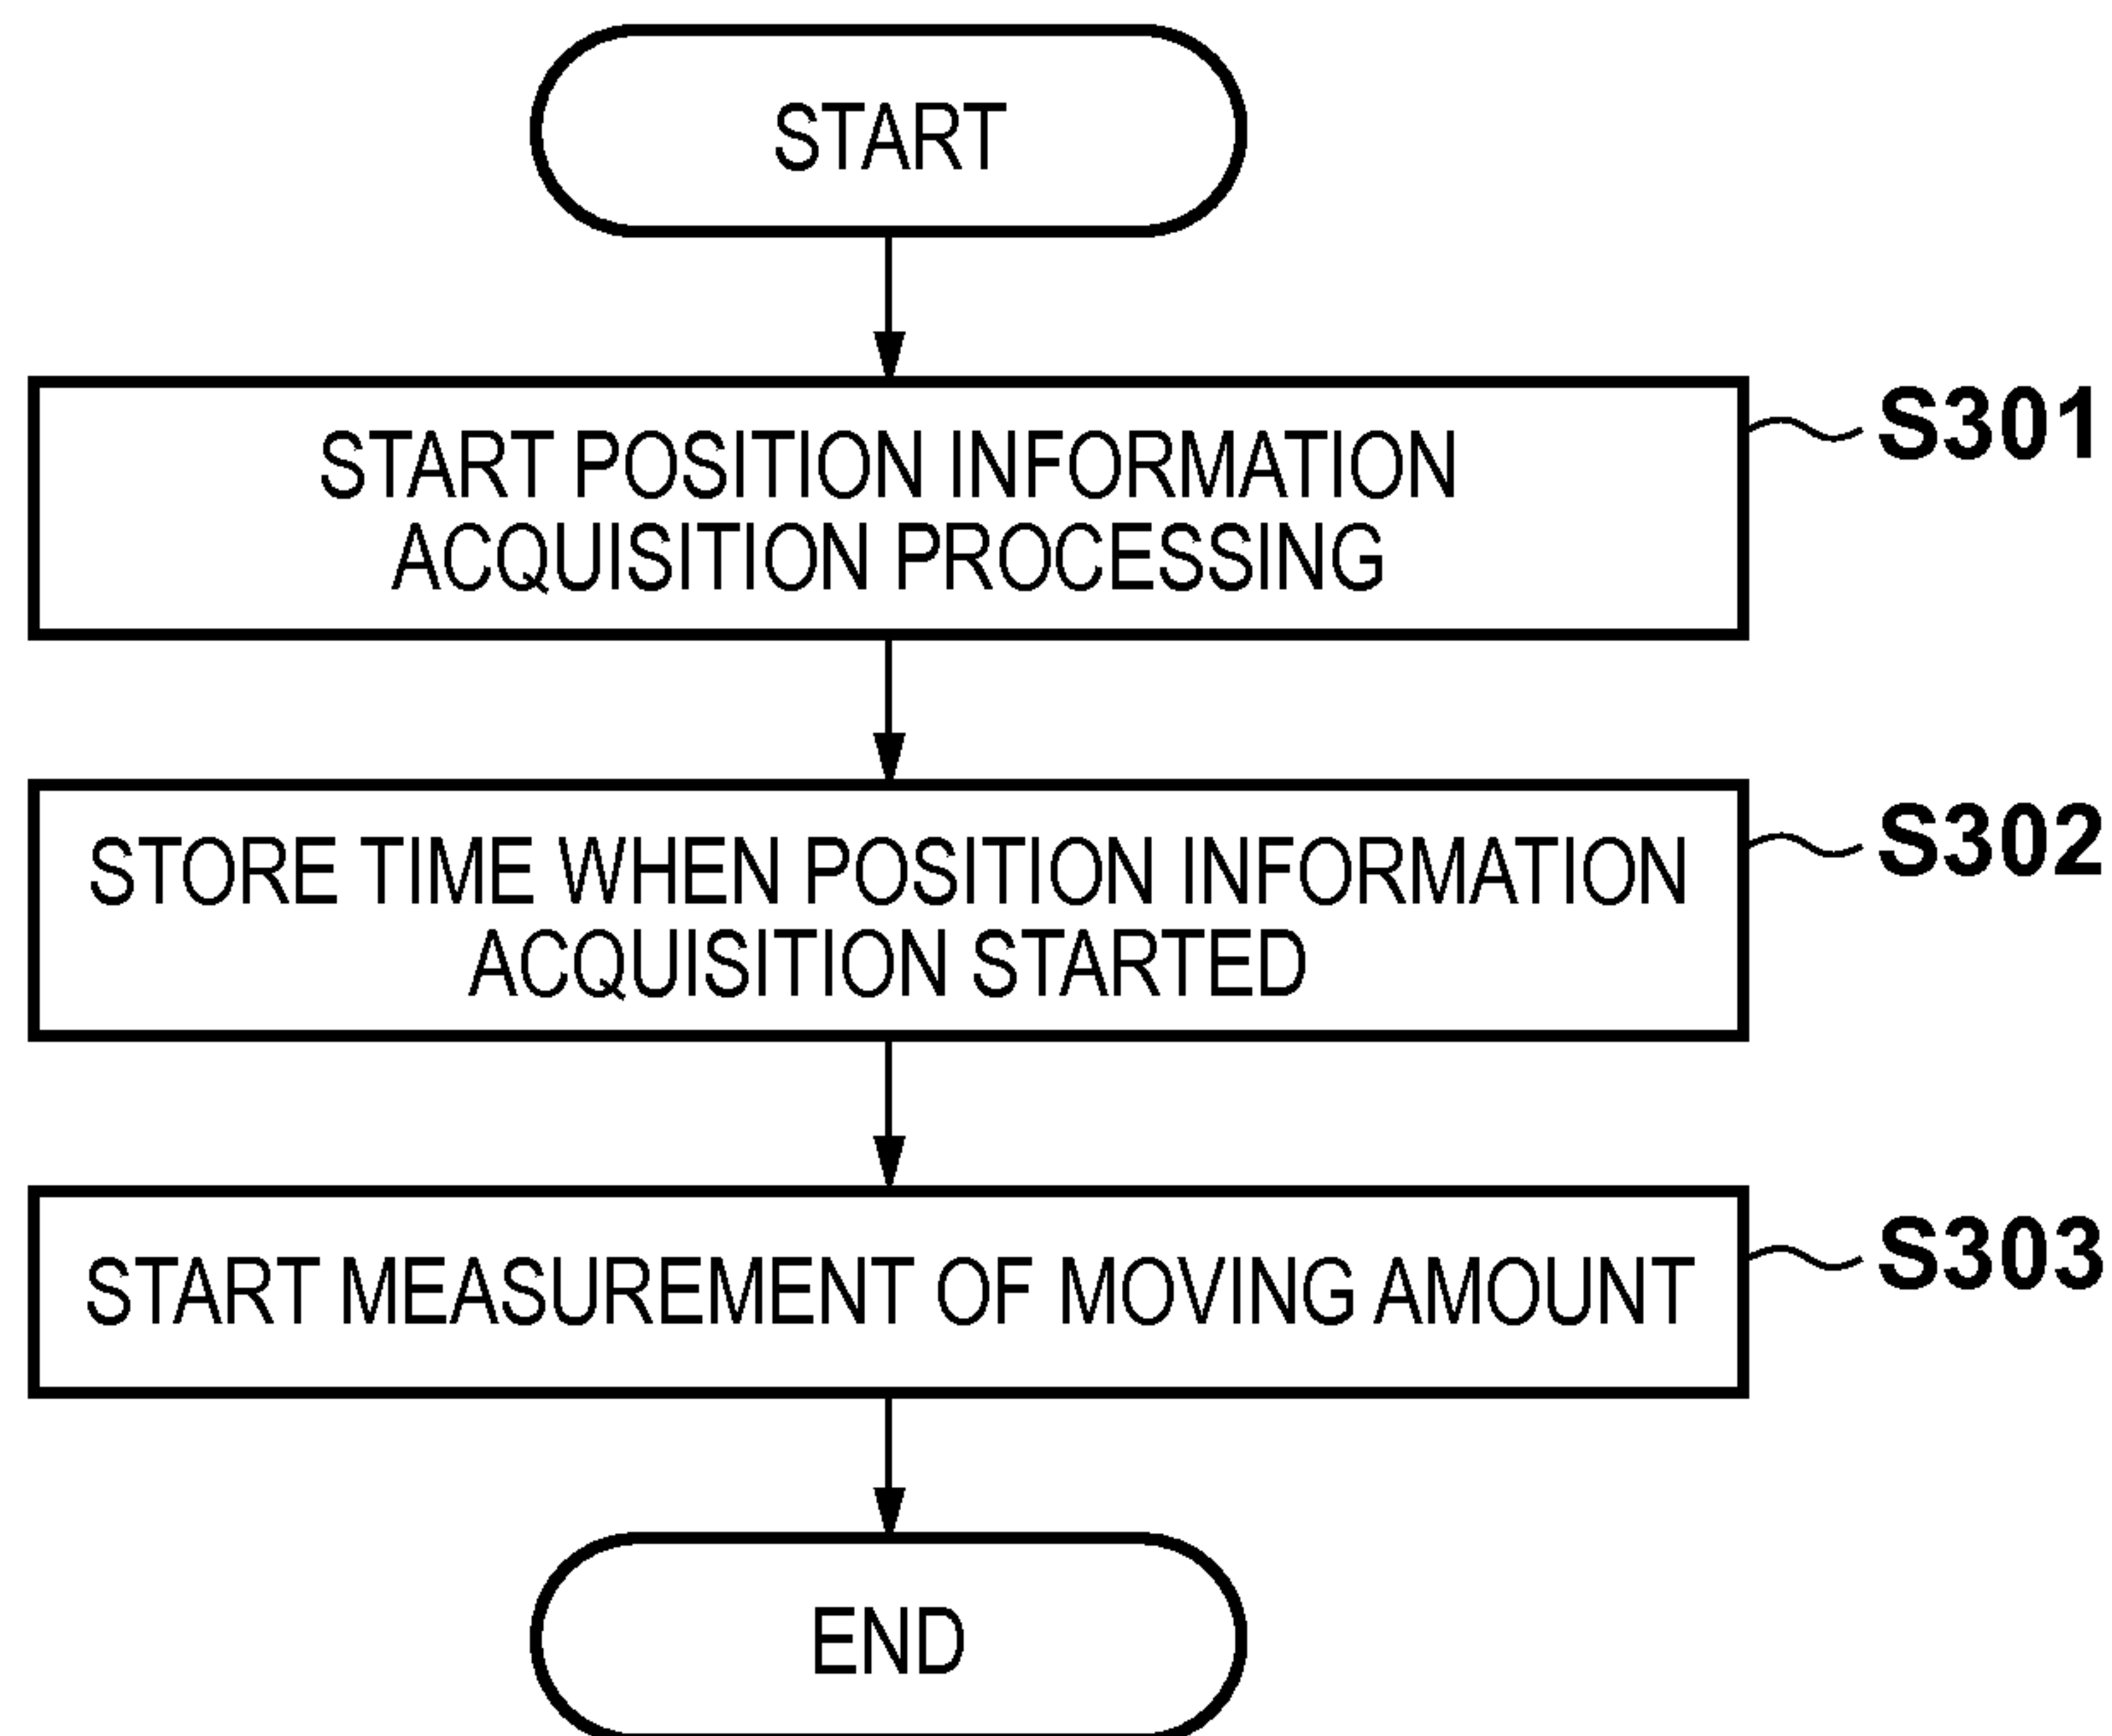 START
START POSITION INFORMATION
ACQUISITION PROCESSING
S301
STORE TIME WHEN POSITION INFORMATION
ACQUISITION STARTED
S302
START MEASUREMENT OF MOVING AMOUNT
S303
END